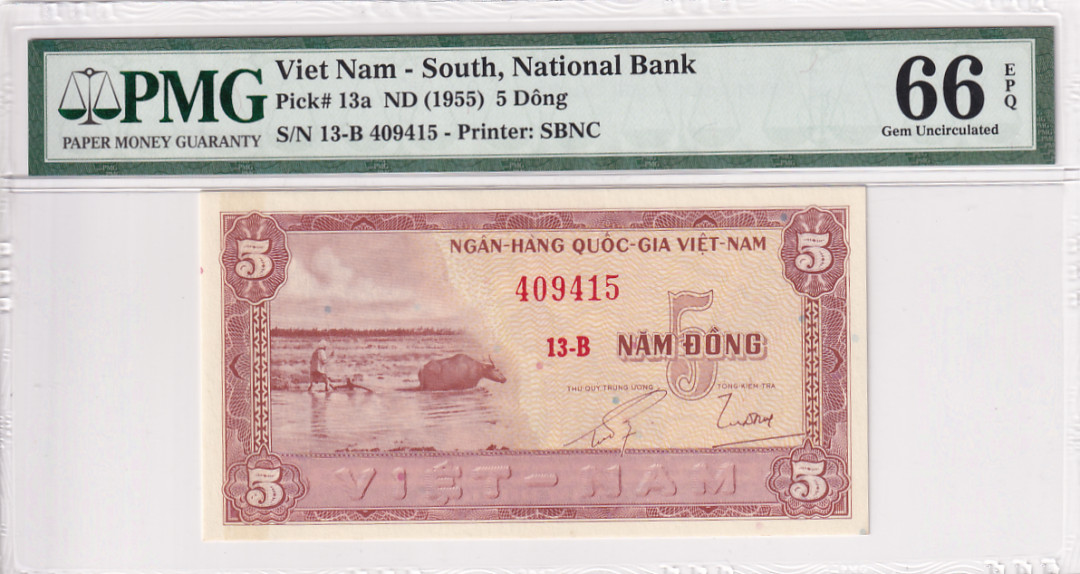 PMG
PAPER MONEY GUARANTY
Viet Nam - South, National Bank
Pick# 13a ND (1955) 5 Dông
S/N 13-B 409415 - Printer: SBNC
66
EPQ
Gem Uncirculated
5
5
NGÂN-HÀNG QUỐC-GIA VIỆT-NAM
409415
5
13-B NĂM ĐỒNG
THỦ QUỸ TRUNG ƯƠNG TỔNG KIỂM TRA
5
VIỆT-NAM
5